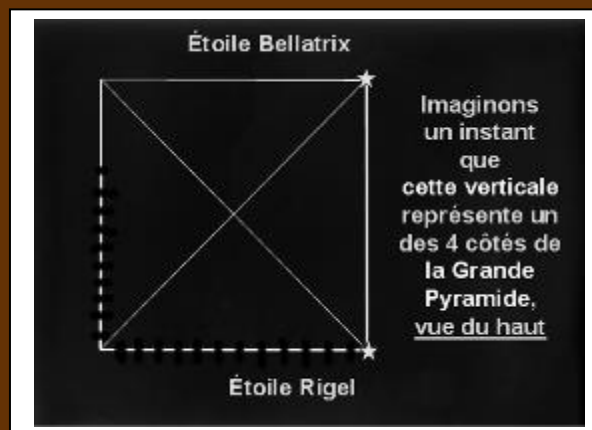 Étoile Bellatrix
Imaginons
un instant
que
cette verticale
représente un
des 4 côtés de
la Grande
Pyramide,
vue du haut
Étoile Rigel